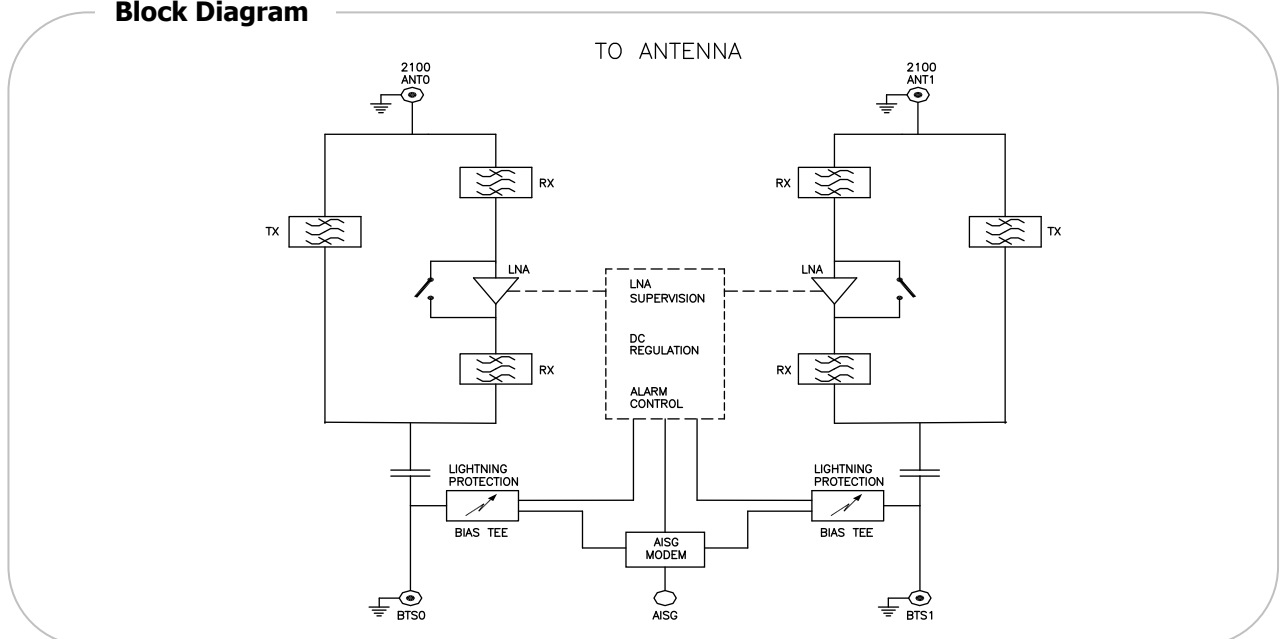 Block Diagram
TO ANTENNA
2100
ANT0
2100
ANT1
RX
RX
TX
TX
LNA
LNA
LNA
SUPERVISION
DC
REGULATION
ALARM
CONTROL
RX
RX
LIGHTNING
PROTECTION
LIGHTNING
PROTECTION
BIAS TEE
BIAS TEE
AISG
MODEM
BTS0
AISG
BTS1